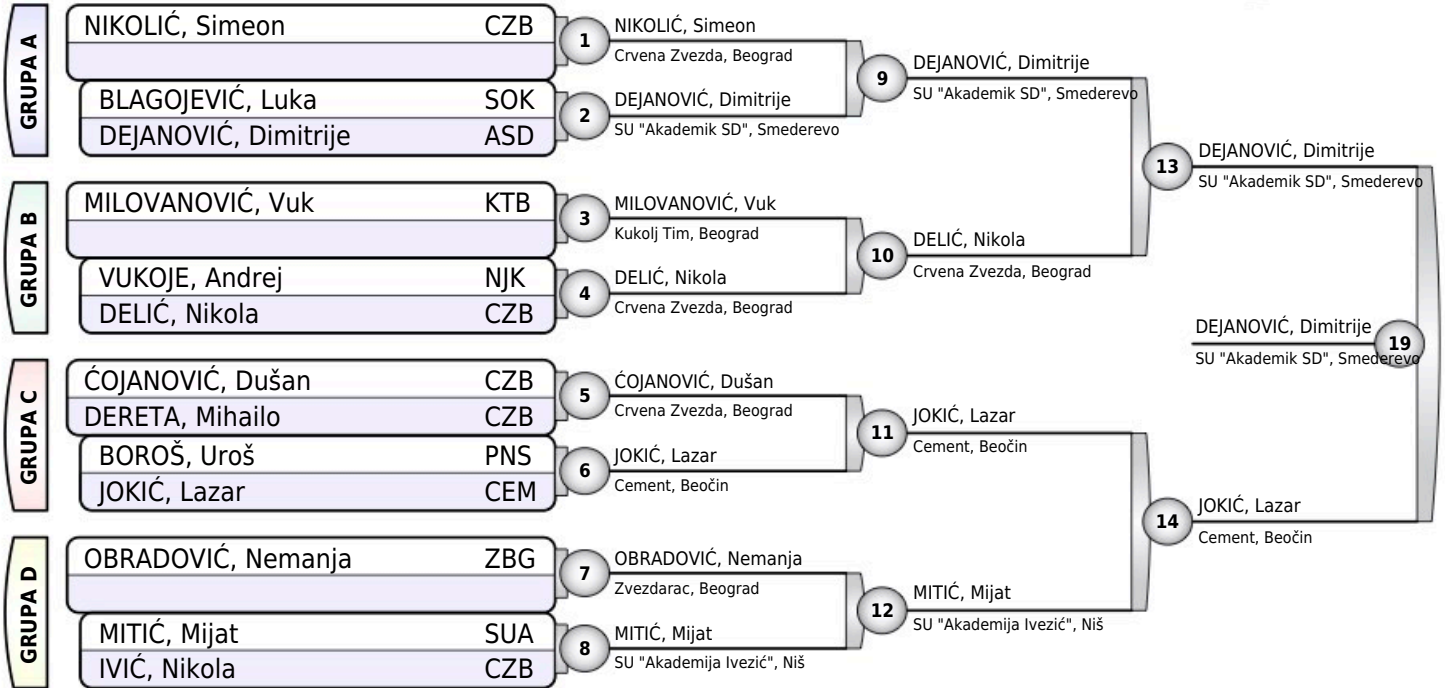 GRUPA A
NIKOLIĆ, Simeon CZB
BLAGOJEVIĆ, Luka SOK
DEJANOVIĆ, Dimitrije ASD
GRUPA B
MILOVANOVIĆ, Vuk KTB
VUKOJE, Andrej NJK
DELIĆ, Nikola CZB
GRUPA C
ĆOJANOVIĆ, Dušan CZB
DERETA, Mihailo CZB
BOROŠ, Uroš PNS
JOKIĆ, Lazar CEM
GRUPA D
OBRADOVIĆ, Nemanja ZBG
MITIĆ, Mijat SUA
IVIĆ, Nikola CZB
1
NIKOLIĆ, Simeon
Crvena Zvezda, Beograd
2
DEJANOVIĆ, Dimitrije
SU "Akademik SD", Smederevo
3
MILOVANOVIĆ, Vuk
Kukolj Tim, Beograd
4
DELIĆ, Nikola
Crvena Zvezda, Beograd
5
ĆOJANOVIĆ, Dušan
Crvena Zvezda, Beograd
6
JOKIĆ, Lazar
Cement, Beočin
7
OBRADOVIĆ, Nemanja
Zvezdarac, Beograd
8
MITIĆ, Mijat
SU "Akademija Ivezić", Niš
9
DEJANOVIĆ, Dimitrije
SU "Akademik SD", Smederevo
10
DELIĆ, Nikola
Crvena Zvezda, Beograd
11
JOKIĆ, Lazar
Cement, Beočin
12
MITIĆ, Mijat
SU "Akademija Ivezić", Niš
13
DEJANOVIĆ, Dimitrije
SU "Akademik SD", Smederevo
14
JOKIĆ, Lazar
Cement, Beočin
DEJANOVIĆ, Dimitrije
SU "Akademik SD", Smederevo
19